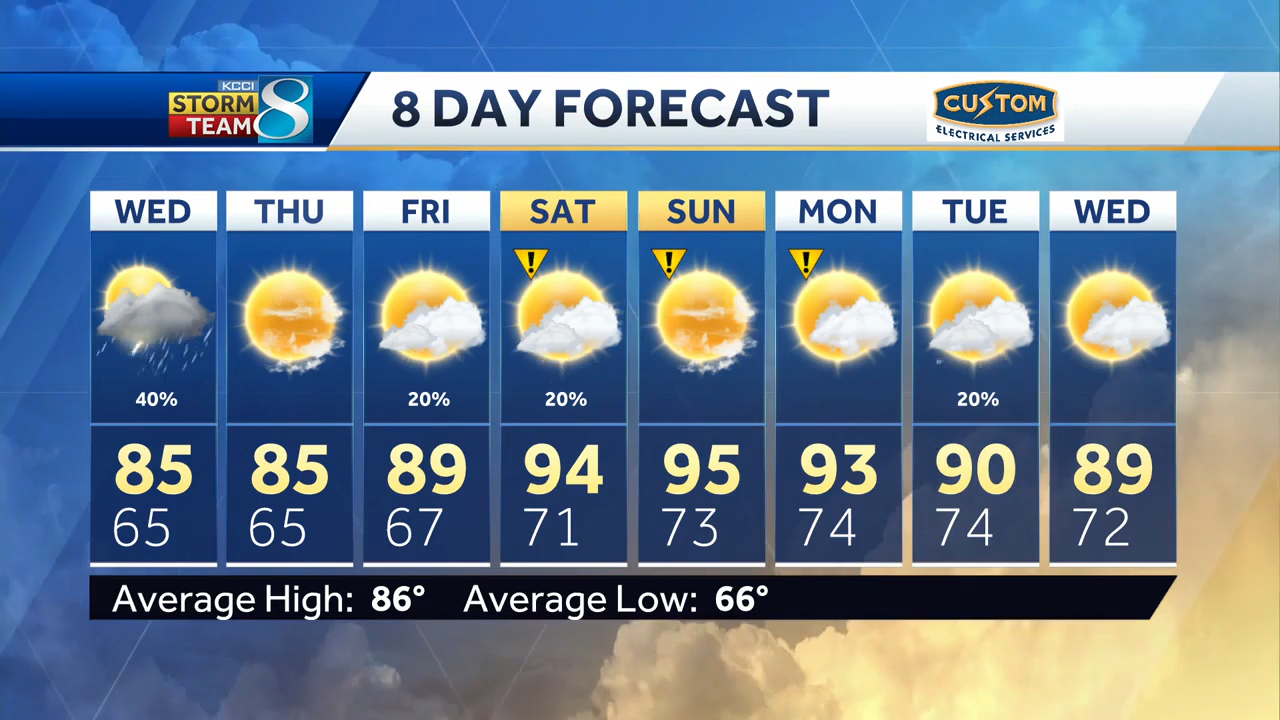 KCCI
STORM
TEAM
8
8 DAY FORECAST
CUSTOM
ELECTRICAL SERVICES
WED THU FRI SAT SUN MON TUE WED
! ! !
40% 20% 20% 20%
85 85 89 94 95 93 90 89
65 65 67 71 73 74 74 72
Average High: 86° Average Low: 66°